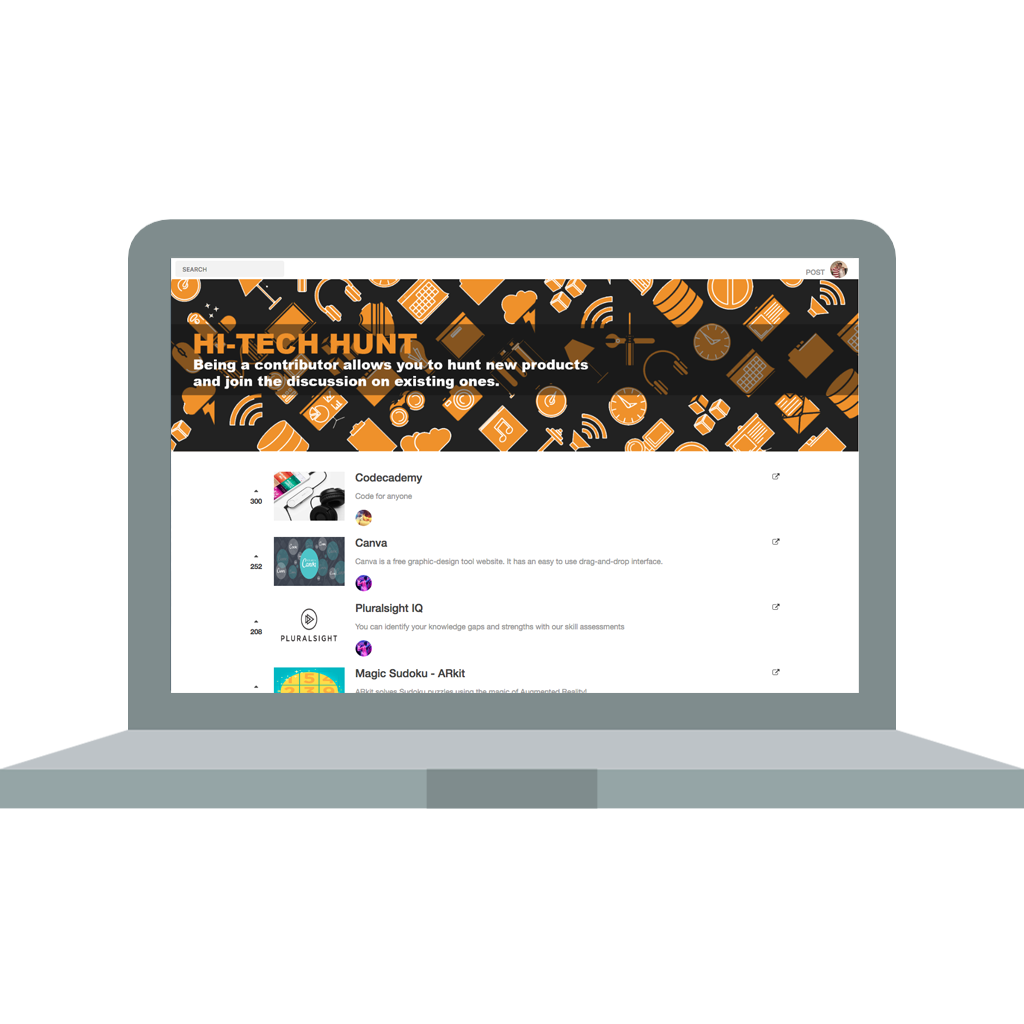 SEARCH
POST
HI-TECH HUNT
Being a contributor allows you to hunt new products
and join the discussion on existing ones.
Codecademy
Code for anyone
300
Canva
Canva is a free graphic-design tool website. It has an easy to use drag-and-drop interface.
252
Canva
Pluralsight IQ
You can identify your knowledge gaps and strengths with our skill assessments
208
PLURALSIGHT
Magic Sudoku - ARkit
ARkit solves Sudoku puzzles using the magic of Augmented Reality!